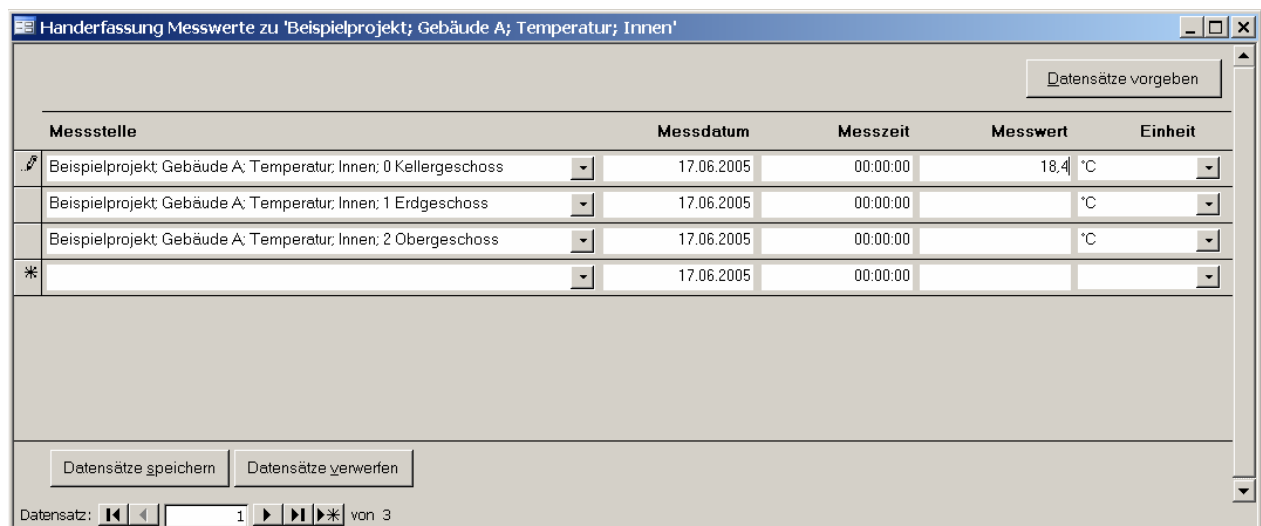 Handerfassung Messwerte zu 'Beispielprojekt; Gebäude A; Temperatur; Innen'
Datensätze vorgeben
Messstelle Messdatum Messzeit Messwert Einheit
Beispielprojekt; Gebäude A; Temperatur; Innen; 0 Kellergeschoss 17.06.2005 00:00:00 18,4 °C
Beispielprojekt; Gebäude A; Temperatur; Innen; 1 Erdgeschoss 17.06.2005 00:00:00 °C
Beispielprojekt; Gebäude A; Temperatur; Innen; 2 Obergeschoss 17.06.2005 00:00:00 °C
17.06.2005 00:00:00
Datensätze speichern Datensätze verwerfen
Datensatz: 1 von 3